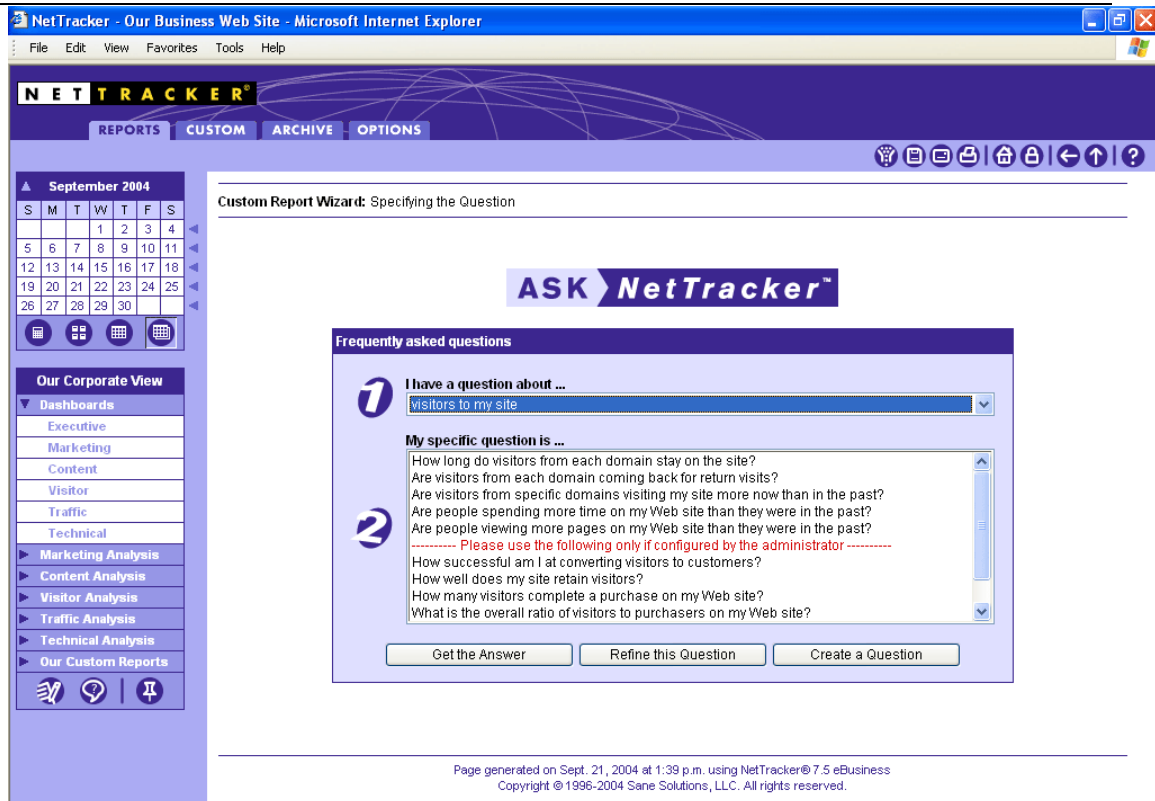 NetTracker - Our Business Web Site - Microsoft Internet Explorer
File Edit View Favorites Tools Help
NETTRACKER®
REPORTS CUSTOM ARCHIVE OPTIONS
September 2004
S M T W T F S
1 2 3 4
5 6 7 8 9 10 11
12 13 14 15 16 17 18
19 20 21 22 23 24 25
26 27 28 29 30
Our Corporate View
Dashboards
Executive
Marketing
Content
Visitor
Traffic
Technical
Marketing Analysis
Content Analysis
Visitor Analysis
Traffic Analysis
Technical Analysis
Our Custom Reports
Custom Report Wizard: Specifying the Question
ASK NetTracker™
Frequently asked questions
1 I have a question about ...
visitors to my site
2 My specific question is ...
How long do visitors from each domain stay on the site?
Are visitors from each domain coming back for return visits?
Are visitors from specific domains visiting my site more now than in the past?
Are people spending more time on my Web site than they were in the past?
Are people viewing more pages on my Web site than they were in the past?
---------- Please use the following only if configured by the administrator ----------
How successful am I at converting visitors to customers?
How well does my site retain visitors?
How many visitors complete a purchase on my Web site?
What is the overall ratio of visitors to purchasers on my Web site?
Get the Answer Refine this Question Create a Question
Page generated on Sept. 21, 2004 at 1:39 p.m. using NetTracker® 7.5 eBusiness
Copyright © 1996-2004 Sane Solutions, LLC. All rights reserved.